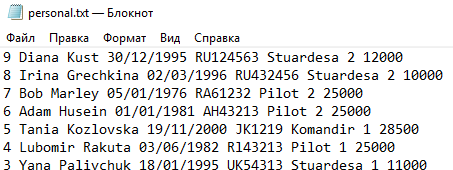 personal.txt — Блокнот
Файл Правка Формат Вид Справка
9 Diana Kust 30/12/1995 RU124563 Stuardesa 2 12000
8 Irina Grechkina 02/03/1996 RU432456 Stuardesa 2 10000
7 Bob Marley 05/01/1976 RA61232 Pilot 2 25000
6 Adam Husein 01/01/1981 AH43213 Pilot 2 25000
5 Tania Kozlovska 19/11/2000 JK1219 Komandir 1 28500
4 Lubomir Rakuta 03/06/1982 Rl43213 Pilot 1 25000
3 Yana Palivchuk 18/01/1995 UK54313 Stuardesa 1 11000